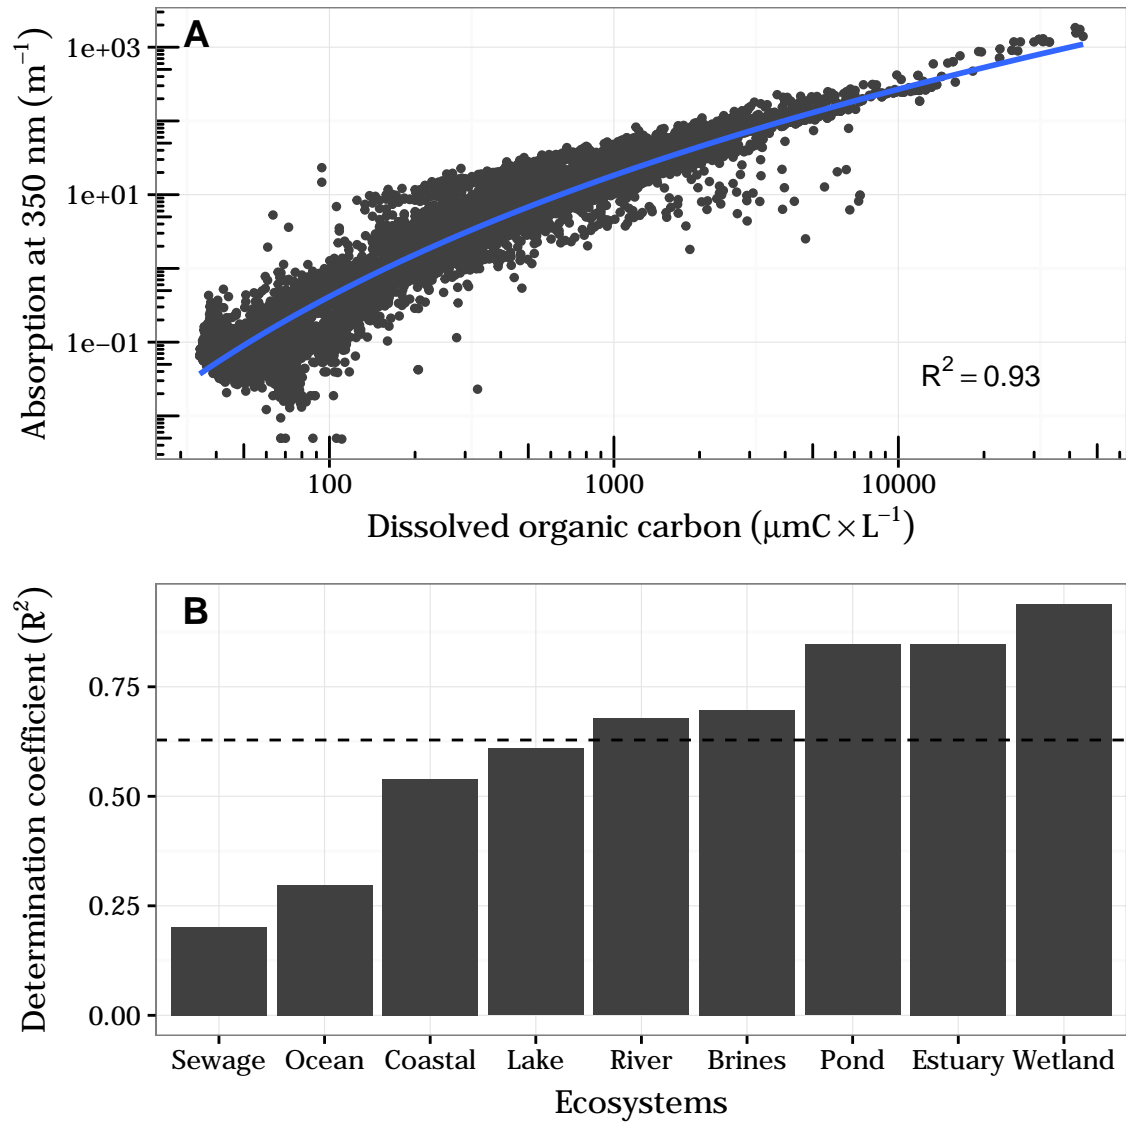 A
Absorption at 350 nm (m⁻¹)
1e+03
1e+01
1e−01
R² = 0.93
100 1000 10000
Dissolved organic carbon (μmC × L⁻¹)
B
Determination coefficient (R²)
0.75
0.50
0.25
0.00
Sewage Ocean Coastal Lake River Brines Pond Estuary Wetland
Ecosystems